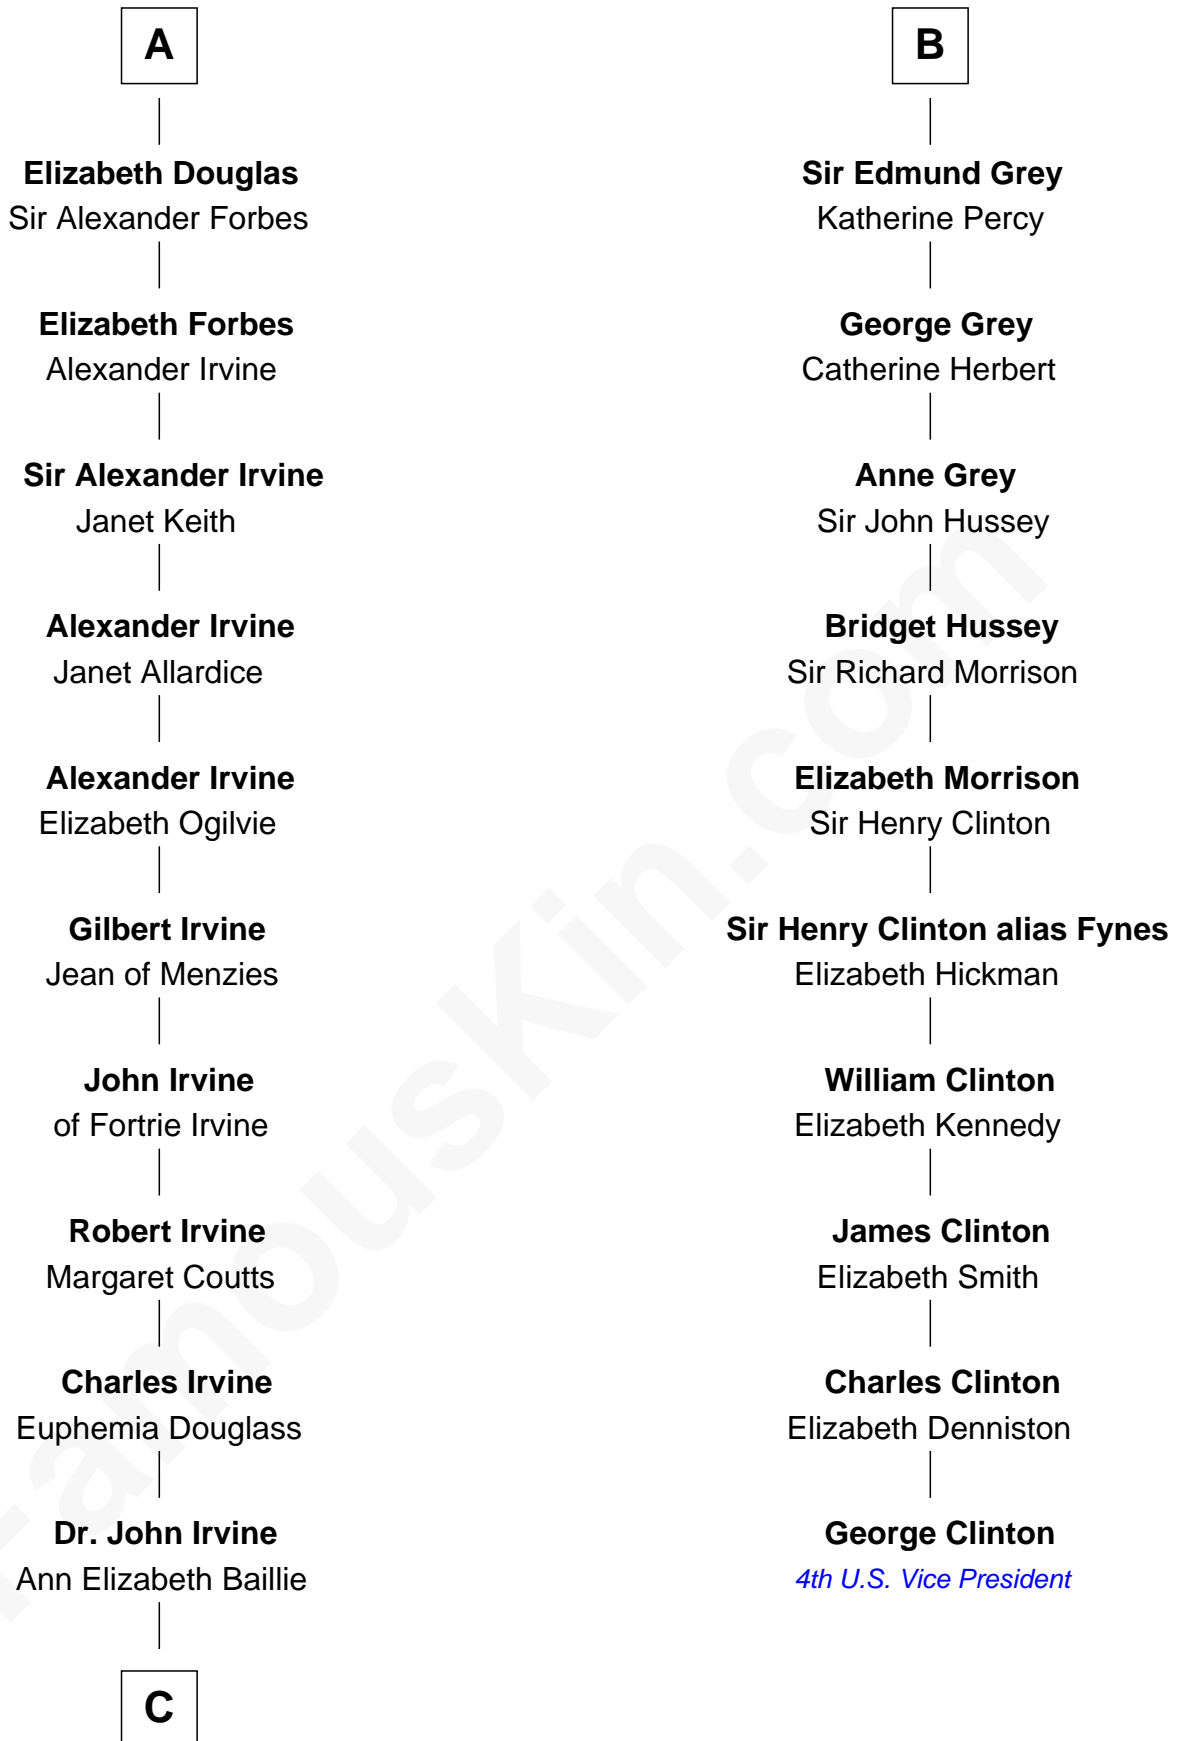 A
Elizabeth Douglas
Sir Alexander Forbes
Elizabeth Forbes
Alexander Irvine
Sir Alexander Irvine
Janet Keith
Alexander Irvine
Janet Allardice
Alexander Irvine
Elizabeth Ogilvie
Gilbert Irvine
Jean of Menzies
John Irvine
of Fortrie Irvine
Robert Irvine
Margaret Coutts
Charles Irvine
Euphemia Douglass
Dr. John Irvine
Ann Elizabeth Baillie
C
B
Sir Edmund Grey
Katherine Percy
George Grey
Catherine Herbert
Anne Grey
Sir John Hussey
Bridget Hussey
Sir Richard Morrison
Elizabeth Morrison
Sir Henry Clinton
Sir Henry Clinton alias Fynes
Elizabeth Hickman
William Clinton
Elizabeth Kennedy
James Clinton
Elizabeth Smith
Charles Clinton
Elizabeth Denniston
George Clinton
4th U.S. Vice President
FamousKin.com